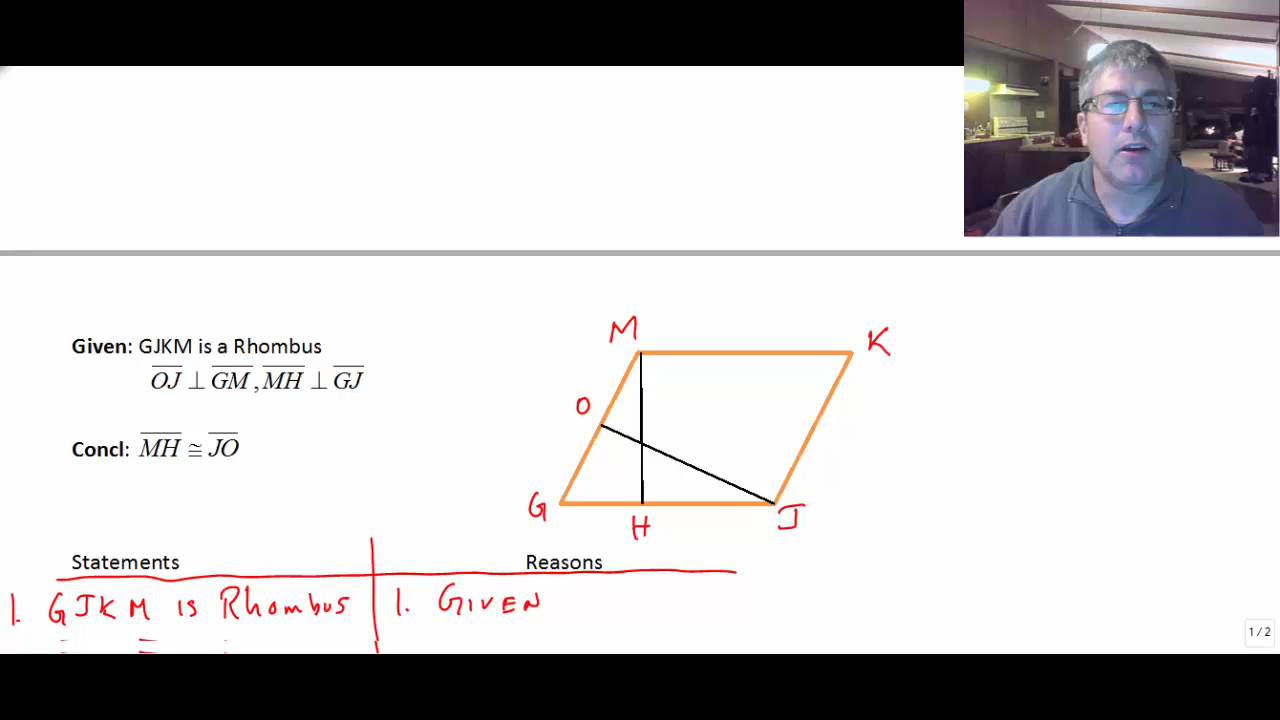 M
K
Given: GJKM is a Rhombus
OJ ⊥ GM, MH ⊥ GJ
O
Concl: MH ≅ JO
G
H
J
Statements Reasons
1. GJKM is Rhombus 1. GIVEN
1 / 2